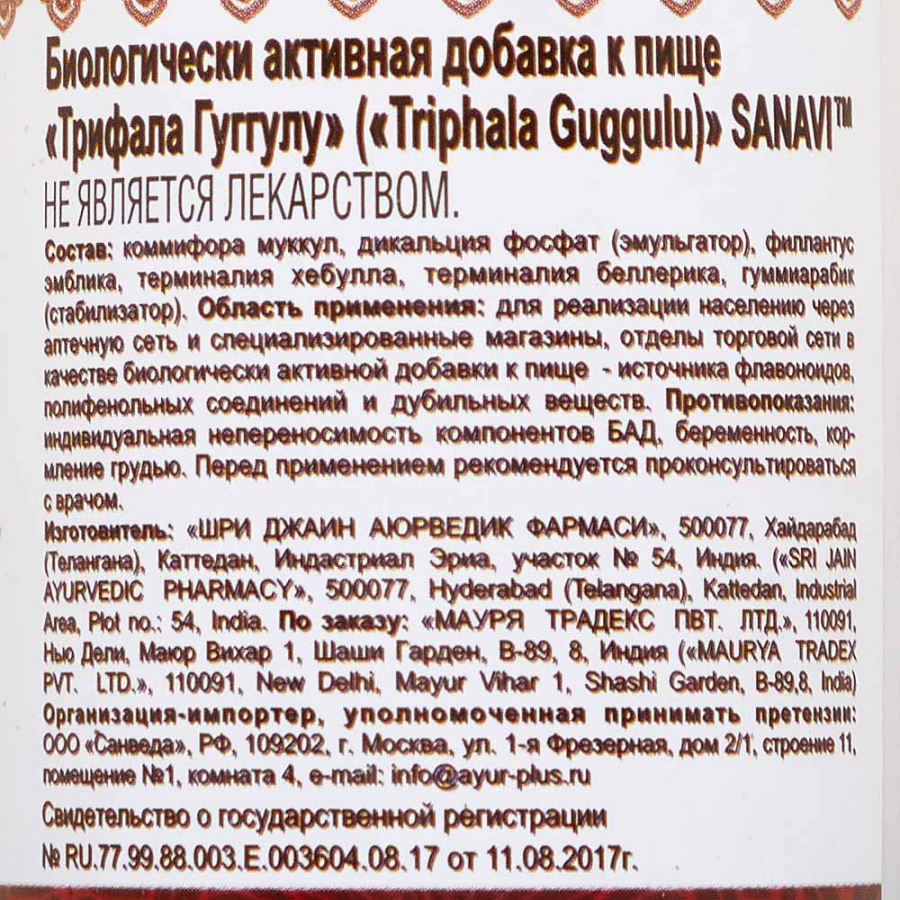 Биологически активная добавка к пище
«Трифала Гуггулу» («Triphala Guggulu)» SANAVI™
НЕ ЯВЛЯЕТСЯ ЛЕКАРСТВОМ.
Состав: коммифора муккул, дикальция фосфат (эмульгатор), филлантус
эмблика, терминалия хебулла, терминалия беллерика, гуммиарабик
(стабилизатор). Область применения: для реализации населению через
аптечную сеть и специализированные магазины, отделы торговой сети в
качестве биологически активной добавки к пище - источника флавоноидов,
полифенольных соединений и дубильных веществ. Противопоказания:
индивидуальная непереносимость компонентов БАД, беременность, кор-
мление грудью. Перед применением рекомендуется проконсультироваться
с врачом.
Изготовитель: «ШРИ ДЖАИН АЮРВЕДИК ФАРМАСИ», 500077, Хайдарабад
(Телангана), Каттедан, Индастриал Эриа, участок № 54, Индия. («SRI JAIN
AYURVEDIC PHARMACY», 500077, Hyderabad (Telangana), Kattedan, Industrial
Area, Plot no.: 54, India. По заказу: «МАУРЯ ТРАДЕКС ПВТ. ЛТД.», 110091,
Нью Дели, Маюр Вихар 1, Шаши Гарден, B-89, 8, Индия («MAURYA TRADEX
PVT. LTD.», 110091, New Delhi, Mayur Vihar 1, Shashi Garden, B-89,8, India)
Организация-импортер, уполномоченная принимать претензии:
ООО «Санведа», РФ, 109202, г. Москва, ул. 1-я Фрезерная, дом 2/1, строение 11,
помещение №1, комната 4, e-mail: info@ayur-plus.ru
Свидетельство о государственной регистрации
№ RU.77.99.88.003.E.003604.08.17 от 11.08.2017г.